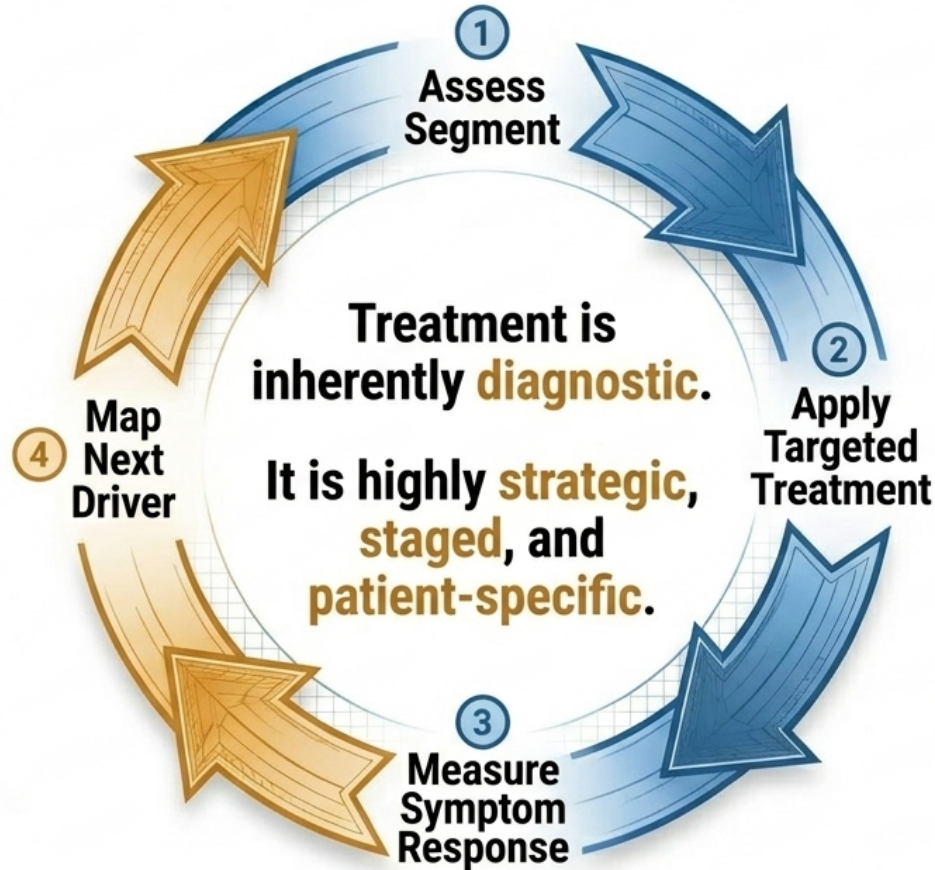 1
Assess
Segment
2
Apply
Targeted
Treatment
3
Measure
Symptom
Response
4
Map
Next
Driver
Treatment is
inherently diagnostic.
It is highly strategic,
staged, and
patient-specific.